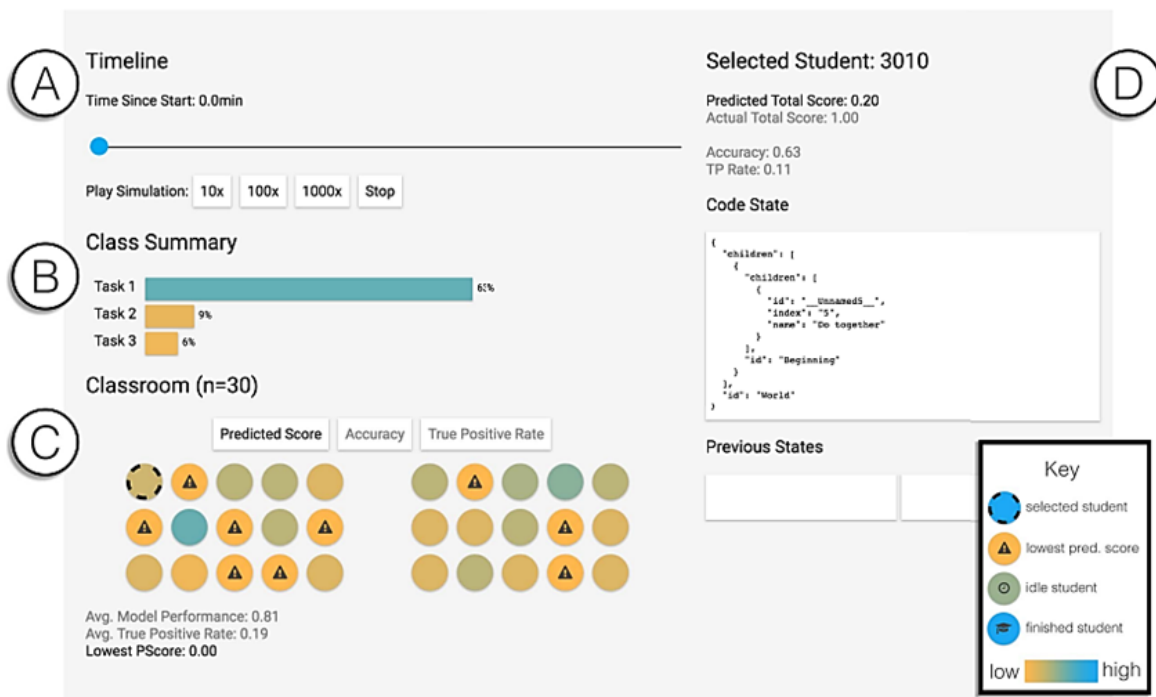 A
Timeline
Time Since Start: 0.0min
Play Simulation: 10x 100x 1000x Stop
B
Class Summary
Task 1 63%
Task 2 9%
Task 3 6%
Classroom (n=30)
C
Predicted Score Accuracy True Positive Rate
Avg. Model Performance: 0.81
Avg. True Positive Rate: 0.19
Lowest PScore: 0.00
Selected Student: 3010
D
Predicted Total Score: 0.20
Actual Total Score: 1.00
Accuracy: 0.63
TP Rate: 0.11
Code State
{
"children": [
{
"children": [
{
"id": "__Unnamed5__",
"index": "5",
"name": "Do together"
}
],
"id": "Beginning"
}
],
"id": "World"
}
Previous States
Key
selected student
lowest pred. score
idle student
finished student
low high